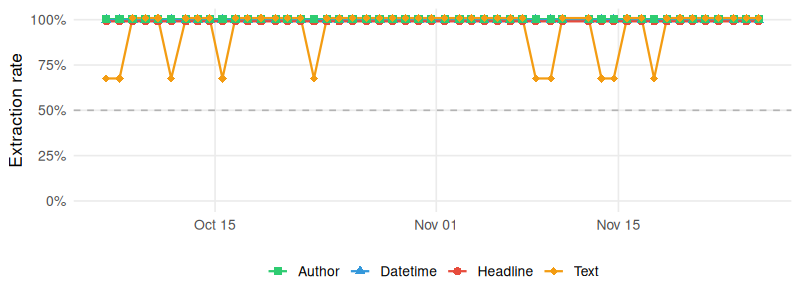 Extraction rate
100%
75%
50%
25%
0%
Oct 15 Nov 01 Nov 15
Author Datetime Headline Text